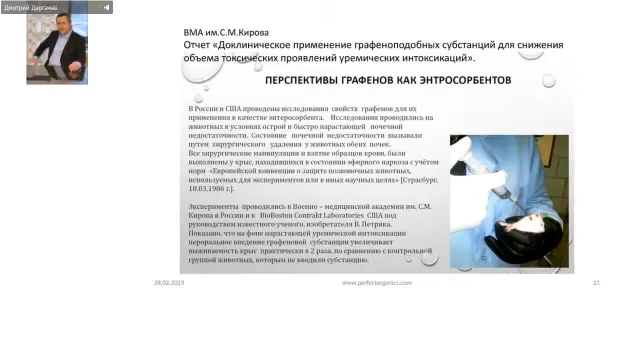 Дмитрий Дерганев
ВМА им.С.М.Кирова
Отчет «Доклиническое применение графеноподобных субстанций для снижения
объема токсических проявлений уремических интоксикаций».
ПЕРСПЕКТИВЫ ГРАФЕНОВ КАК ЭНТРОСОРБЕНТОВ
В России и США проведены исследования свойств графенов для их
применения в качестве энтеросорбента. Исследования проводились на
животных в условиях острой и быстро нарастающей почечной
недостаточности. Состояние почечной недостаточности вызывали
путем хирургического удаления у животных обеих почек.
Все хирургические манипуляции и взятие образцов крови, были
выполнены у крыс, находившихся в состоянии эфирного наркоза с учётом
норм «Европейской конвенции о защите позвоночных животных,
используемых для экспериментов или в иных научных целях» [Страсбург,
18.03.1986 г.].
Эксперименты проводились в Военно – медицинской академии им. С.М.
Кирова в России и в BioBoston Contrakt Laboratories США под
руководством известного ученого, изобретателя В. Петрика.
Показано, что на фоне нарастающей уремической интоксикации
пероральное введение графеновой субстанции увеличивает
выживаемость крыс практически в 2 раза, по сравнению с контрольной
группой животных, которым не вводили субстанцию.
28.02.2019
www.perfectorganics.com
21